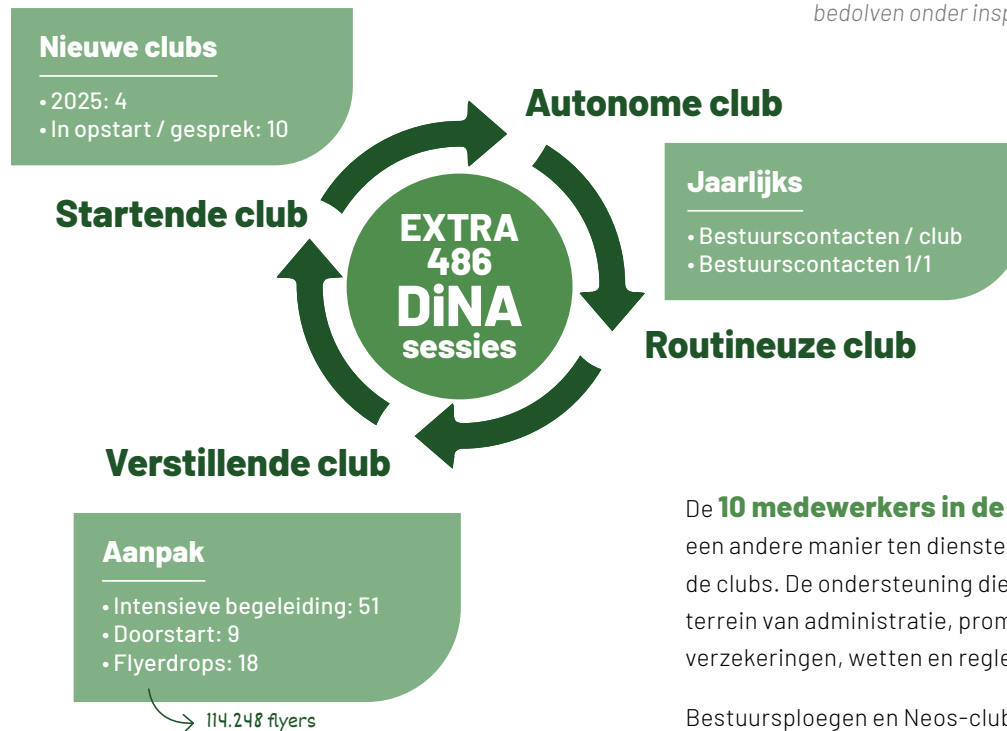 bedolven onder
Nieuwe clubs
• 2025: 4
• In opstart / gesprek: 10
Autonome club
Jaarlijks
• Bestuurscontacten / club
• Bestuurscontacten 1/1
Startende club
EXTRA
486
DiNA
sessies
Routineuze club
Verstillende club
Aanpak
• Intensieve begeleiding: 51
• Doorstart: 9
• Flyerdrops: 18
114.248 flyers
De 10 medewerkers in de
een andere manier ten dienste
de clubs. De ondersteuning die
terrein van administratie, prom
verzekeringen, wetten en regle
Bestuursploegen en Neos-club